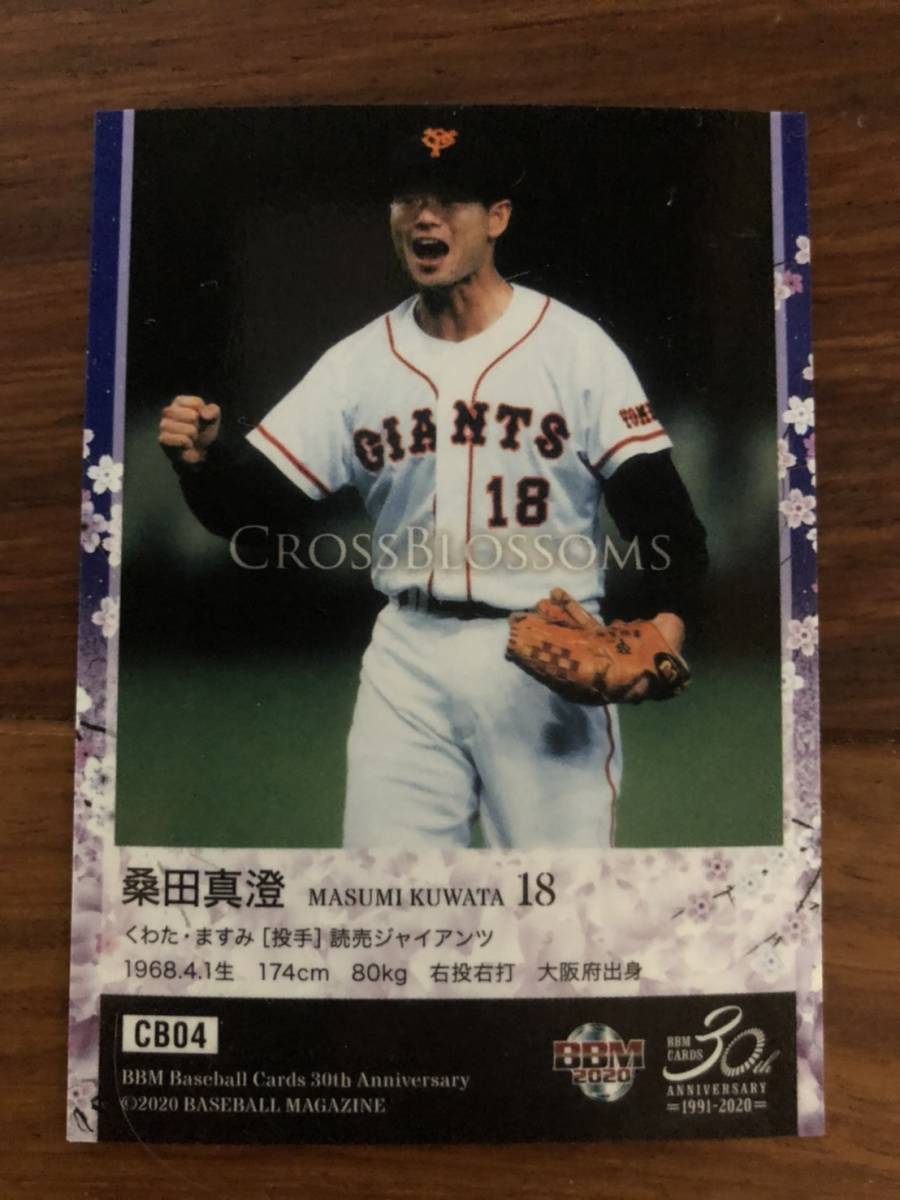 GIANTS
18
CROSSBLOSSOMS
桑田真澄 MASUMI KUWATA 18
くわた・ますみ [投手] 読売ジャイアンツ
1968.4.1生 174cm 80kg 右投右打 大阪府出身
CB04
BBM Baseball Cards 30th Anniversary
©2020 BASEBALL MAGAZINE
BBM
2020
BBM
CARDS
30th
ANNIVERSARY
=1991-2020=